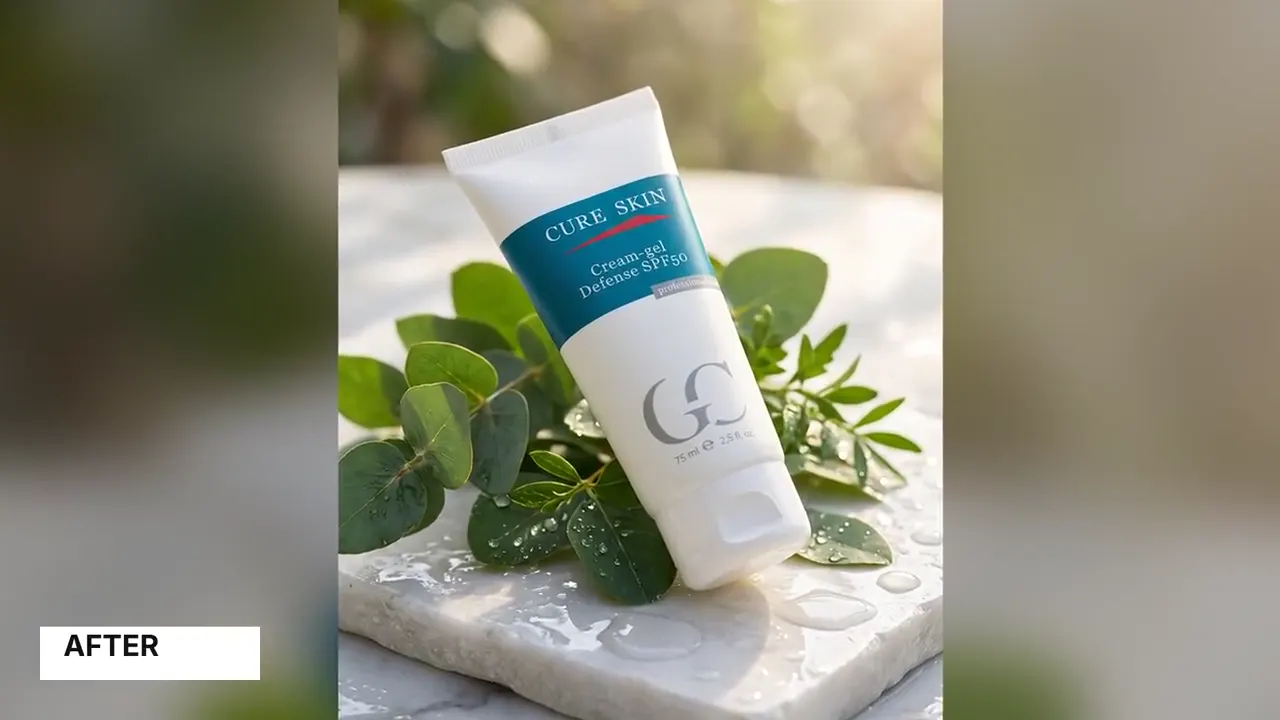 CURE SKIN
Cream-gel
Defense SPF50
professional
GC
75 ml e 2,5 fl. oz.
AFTER